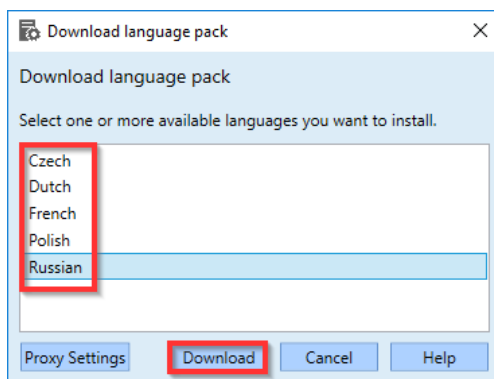 Download language pack
Download language pack
Select one or more available languages you want to install.
Czech
Dutch
French
Polish
Russian
Proxy Settings Download Cancel Help